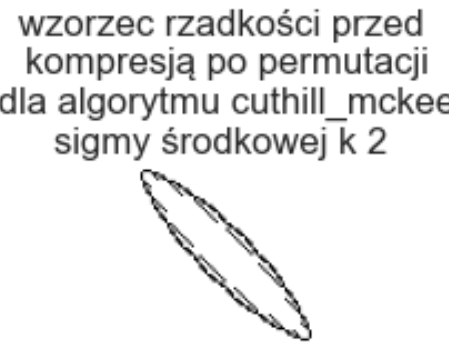 wzorzec rzadkości przed
kompresją po permutacji
dla algorytmu cuthill_mckee
sigmy środkowej k 2